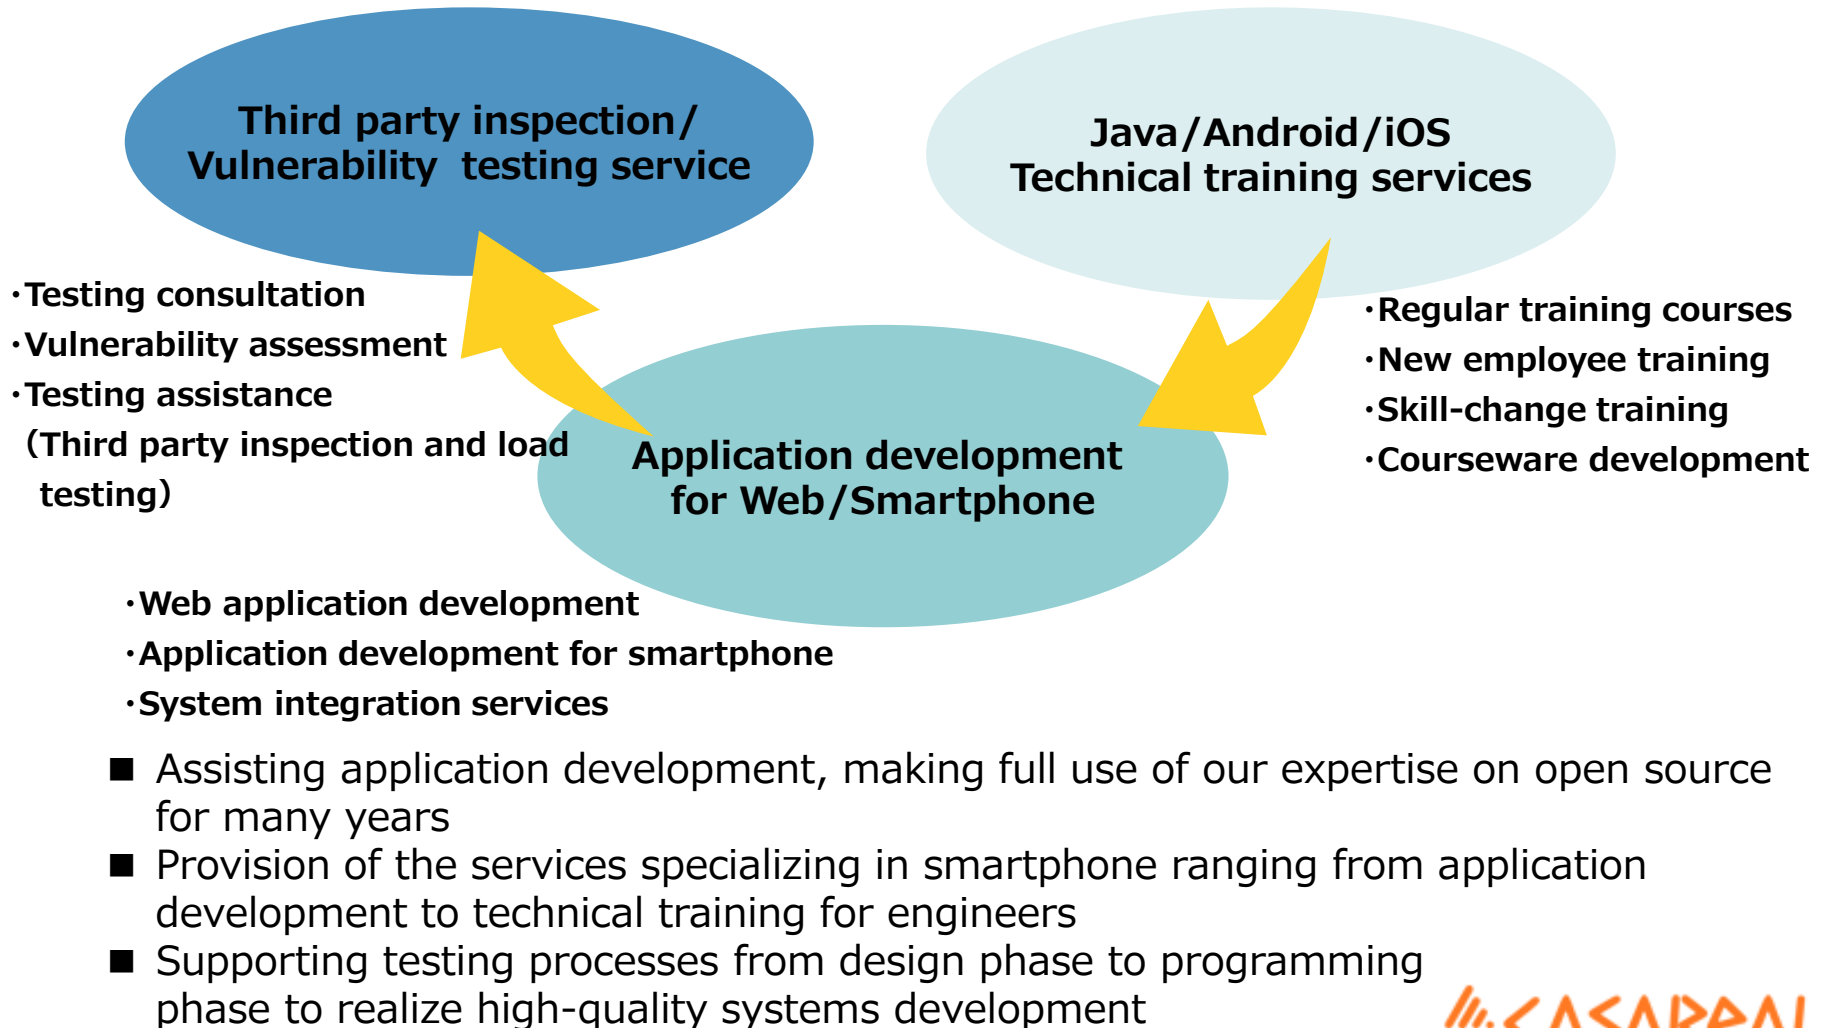 Third party inspection/
Vulnerability testing service
Java/Android/iOS
Technical training services
・Testing consultation
・Vulnerability assessment
・Testing assistance
（Third party inspection and load
testing）
・Regular training courses
・New employee training
・Skill-change training
・Courseware development
Application development
for Web/Smartphone
・Web application development
・Application development for smartphone
・System integration services
■ Assisting application development, making full use of our expertise on open source
for many years
■ Provision of the services specializing in smartphone ranging from application
development to technical training for engineers
■ Supporting testing processes from design phase to programming
phase to realize high-quality systems development